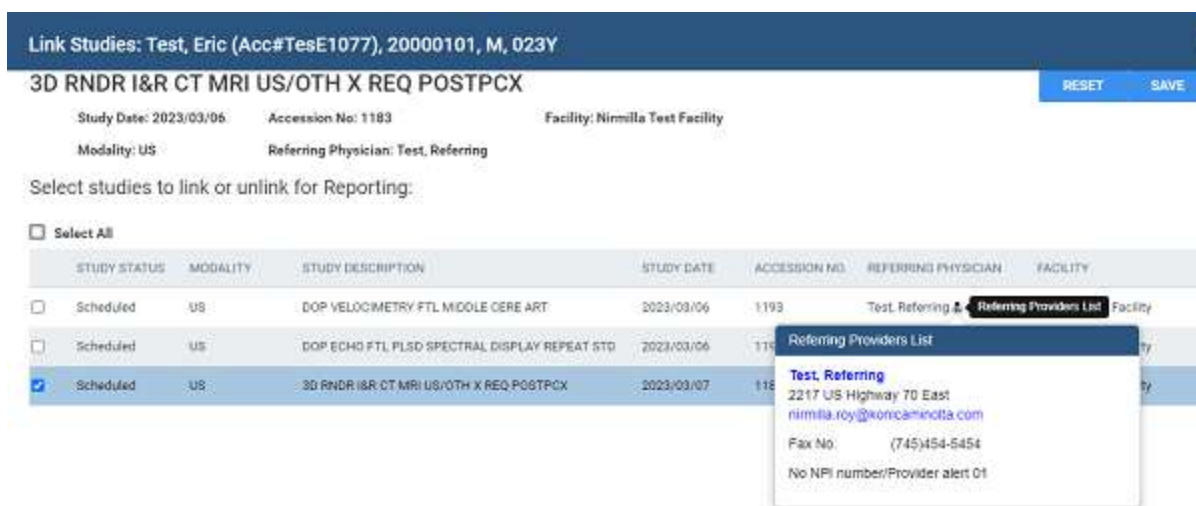 Link Studies: Test, Eric (Acc#TesE1077), 20000101, M, 023Y
3D RNDR I&R CT MRI US/OTH X REQ POSTPCX
RESET SAVE
Study Date: 2023/03/06 Accession No: 1183 Facility: Nirmilla Test Facility
Modality: US Referring Physician: Test, Referring
Select studies to link or unlink for Reporting:
Select All
STUDY STATUS MODALITY STUDY DESCRIPTION STUDY DATE ACCESSION NO. REFERRING PHYSICIAN FACILITY
Scheduled US DOP VELOCIMETRY FTL MIDDLE CERE ART 2023/03/06 1193 Test, Referring Referring Providers List Facility
Scheduled US DOP ECHO FTL PLSD SPECTRAL DISPLAY REPEAT STD 2023/03/06 119 ty
Scheduled US 3D RNDR I&R CT MRI US/OTH X REQ POSTPCX 2023/03/07 118 ty
Referring Providers List
Test, Referring
2217 US Highway 70 East
nirmilla.roy@konicaminolta.com
Fax No. (745)454-5454
No NPI number/Provider alert 01